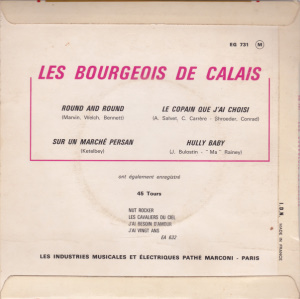 EG 731 M
LES BOURGEOIS DE CALAIS
ROUND AND ROUND
(Marvin, Welch, Bennett)
LE COPAIN QUE J'AI CHOISI
(A. Salvet, C. Carrère - Shroeder, Conrad)
SUR UN MARCHÉ PERSAN
(Ketelbey)
HULLY BABY
(J. Bulostin - "Ma" Rainey)
ont également enregistré
45 Tours
NUT ROCKER
LES CAVALIERS DU CIEL
J'AI BESOIN D'AMOUR
J'AI VINGT ANS
EA 622
LES INDUSTRIES MUSICALES ET ÉLECTRIQUES PATHE MARCONI - PARIS
MADE IN FRANCE